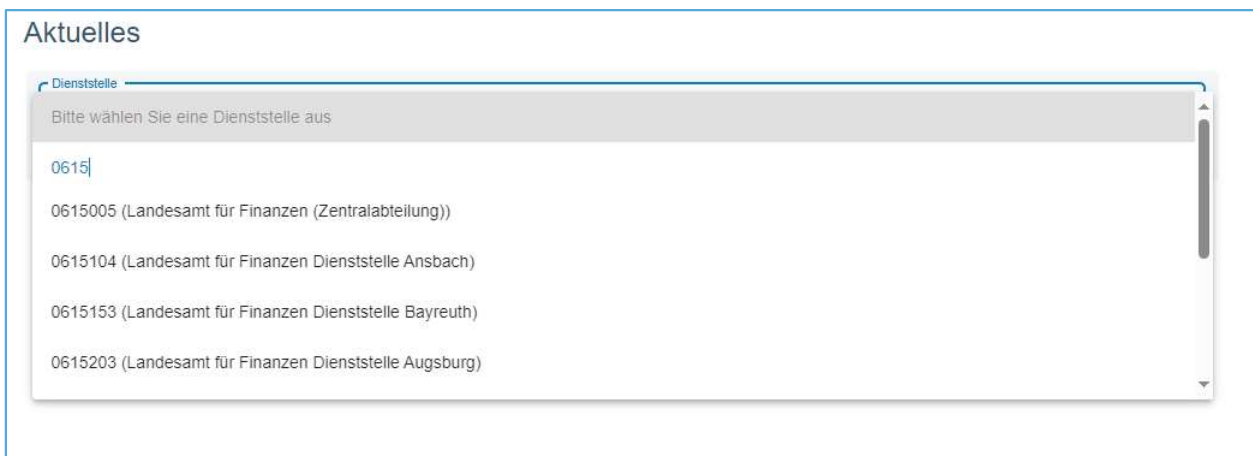 Aktuelles
Dienststelle
Bitte wählen Sie eine Dienststelle aus
0615
0615005 (Landesamt für Finanzen (Zentralabteilung))
0615104 (Landesamt für Finanzen Dienststelle Ansbach)
0615153 (Landesamt für Finanzen Dienststelle Bayreuth)
0615203 (Landesamt für Finanzen Dienststelle Augsburg)